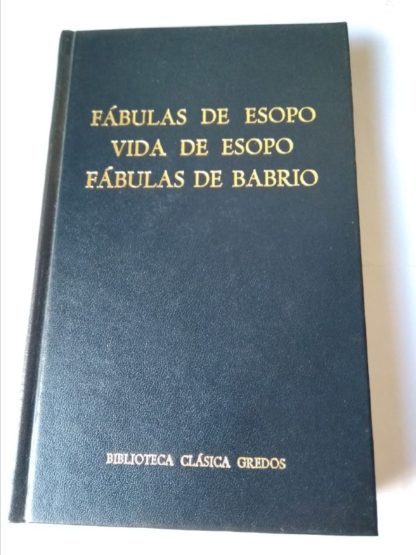 FÁBULAS DE ESOPO
VIDA DE ESOPO
FÁBULAS DE BABRIO
BIBLIOTECA CLÁSICA GREDOS